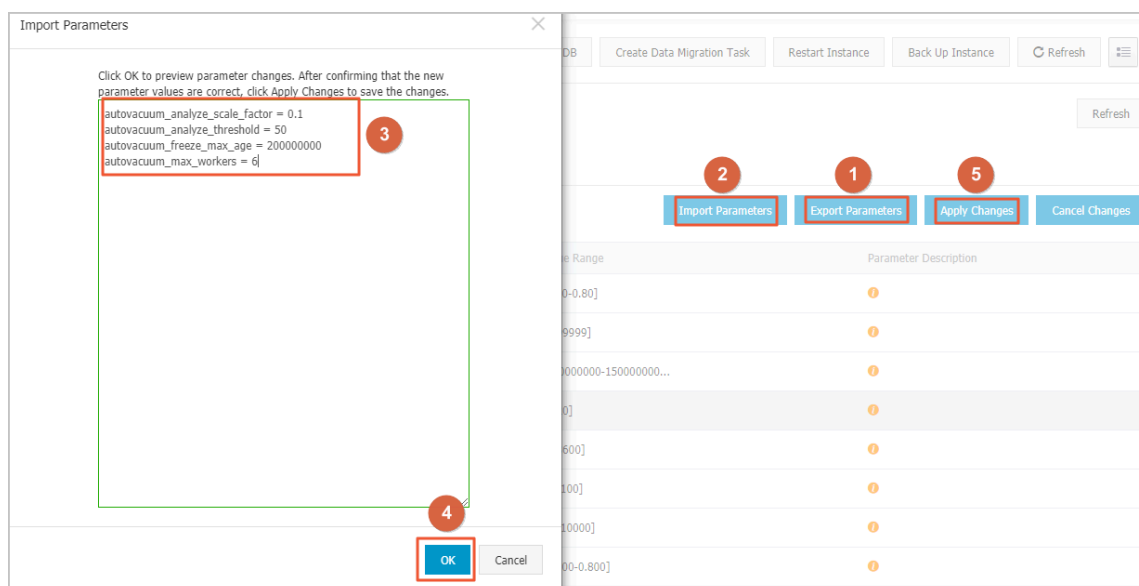 Import Parameters
Click OK to preview parameter changes. After confirming that the new
parameter values are correct, click Apply Changes to save the changes.
autovacuum_analyze_scale_factor = 0.1
autovacuum_analyze_threshold = 50
autovacuum_freeze_max_age = 200000000
autovacuum_max_workers = 6
3
4
OK Cancel
DB Create Data Migration Task Restart Instance Back Up Instance Refresh
Refresh
2 1 5
Import Parameters Export Parameters Apply Changes Cancel Changes
Range Parameter Description
0-0.80]
9999]
0000000-150000000...
0]
600]
100]
10000]
00-0.800]